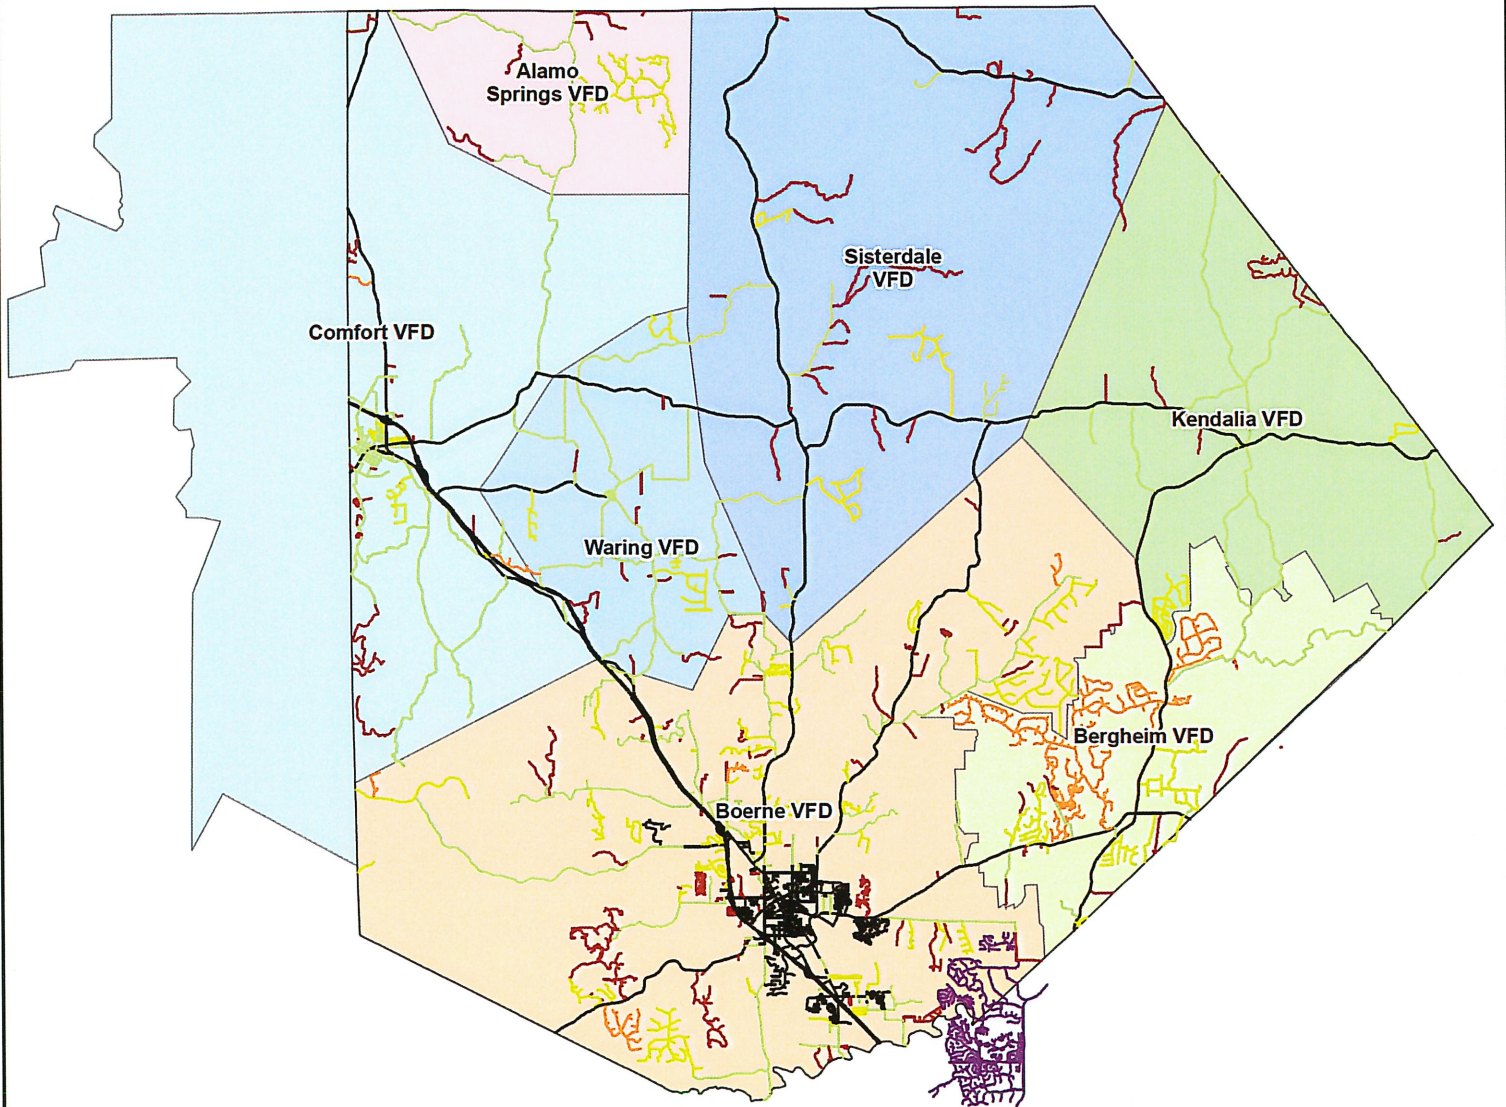 Alamo
Springs VFD
Sisterdale
VFD
Comfort VFD
Kendalia VFD
Waring VFD
Bergheim VFD
Boerne VFD